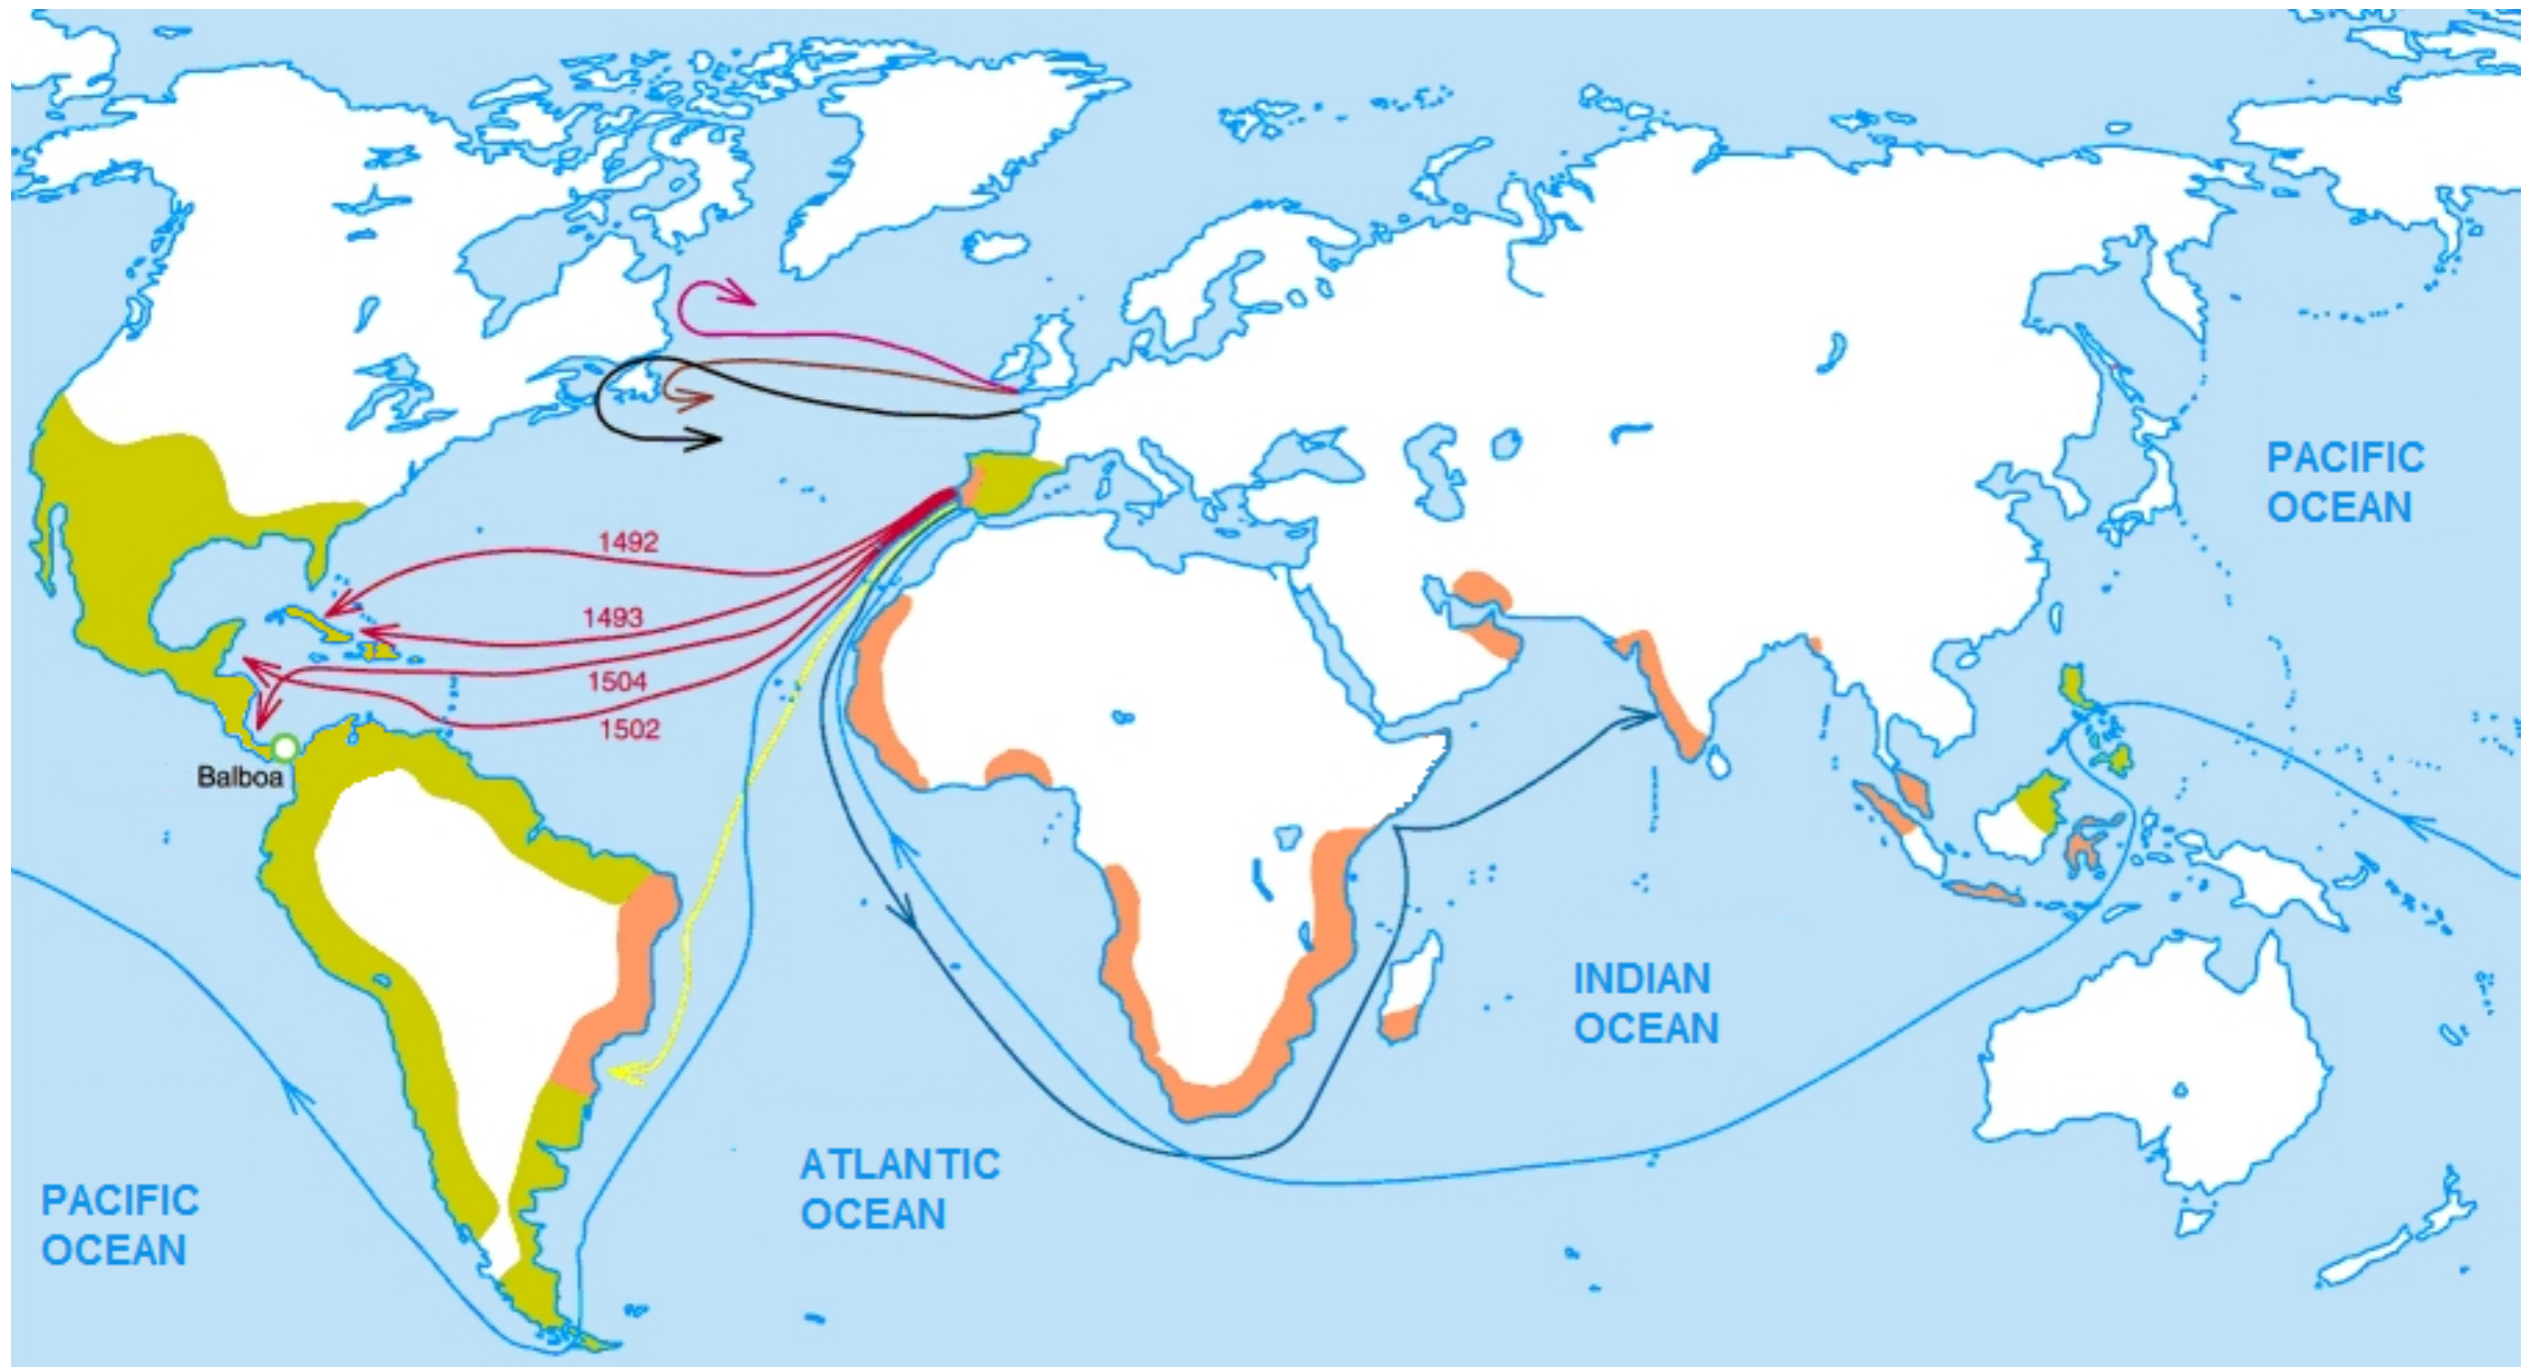 PACIFIC
OCEAN
1492
1493
1504
1502
Balboa
INDIAN
OCEAN
ATLANTIC
OCEAN
PACIFIC
OCEAN